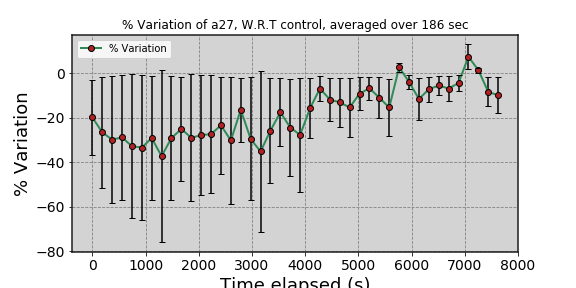 % Variation of a27, W.R.T control, averaged over 186 sec
% Variation
% Variation
0
−20
−40
−60
−80
0 1000 2000 3000 4000 5000 6000 7000 8000
Time elapsed (s)